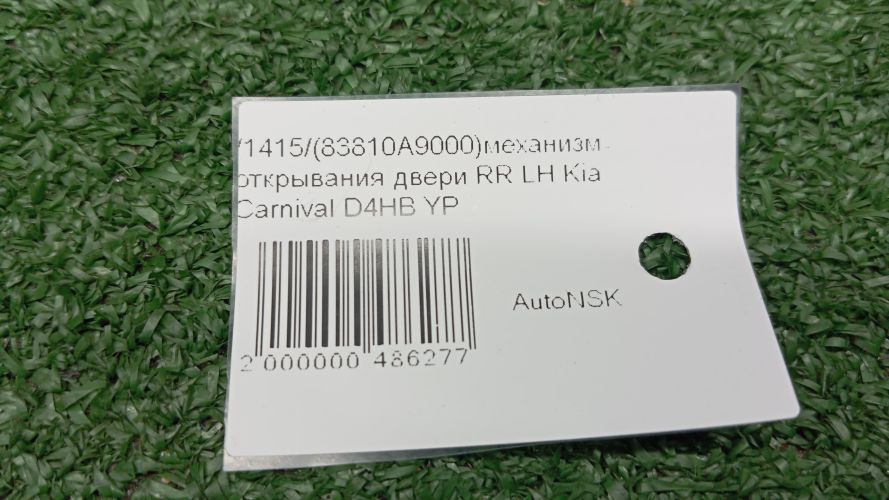 /1415/(83810A9000)механизм
открывания двери RR LH Kia
Carnival D4HB YP
AutoNSK
2 000000 486277